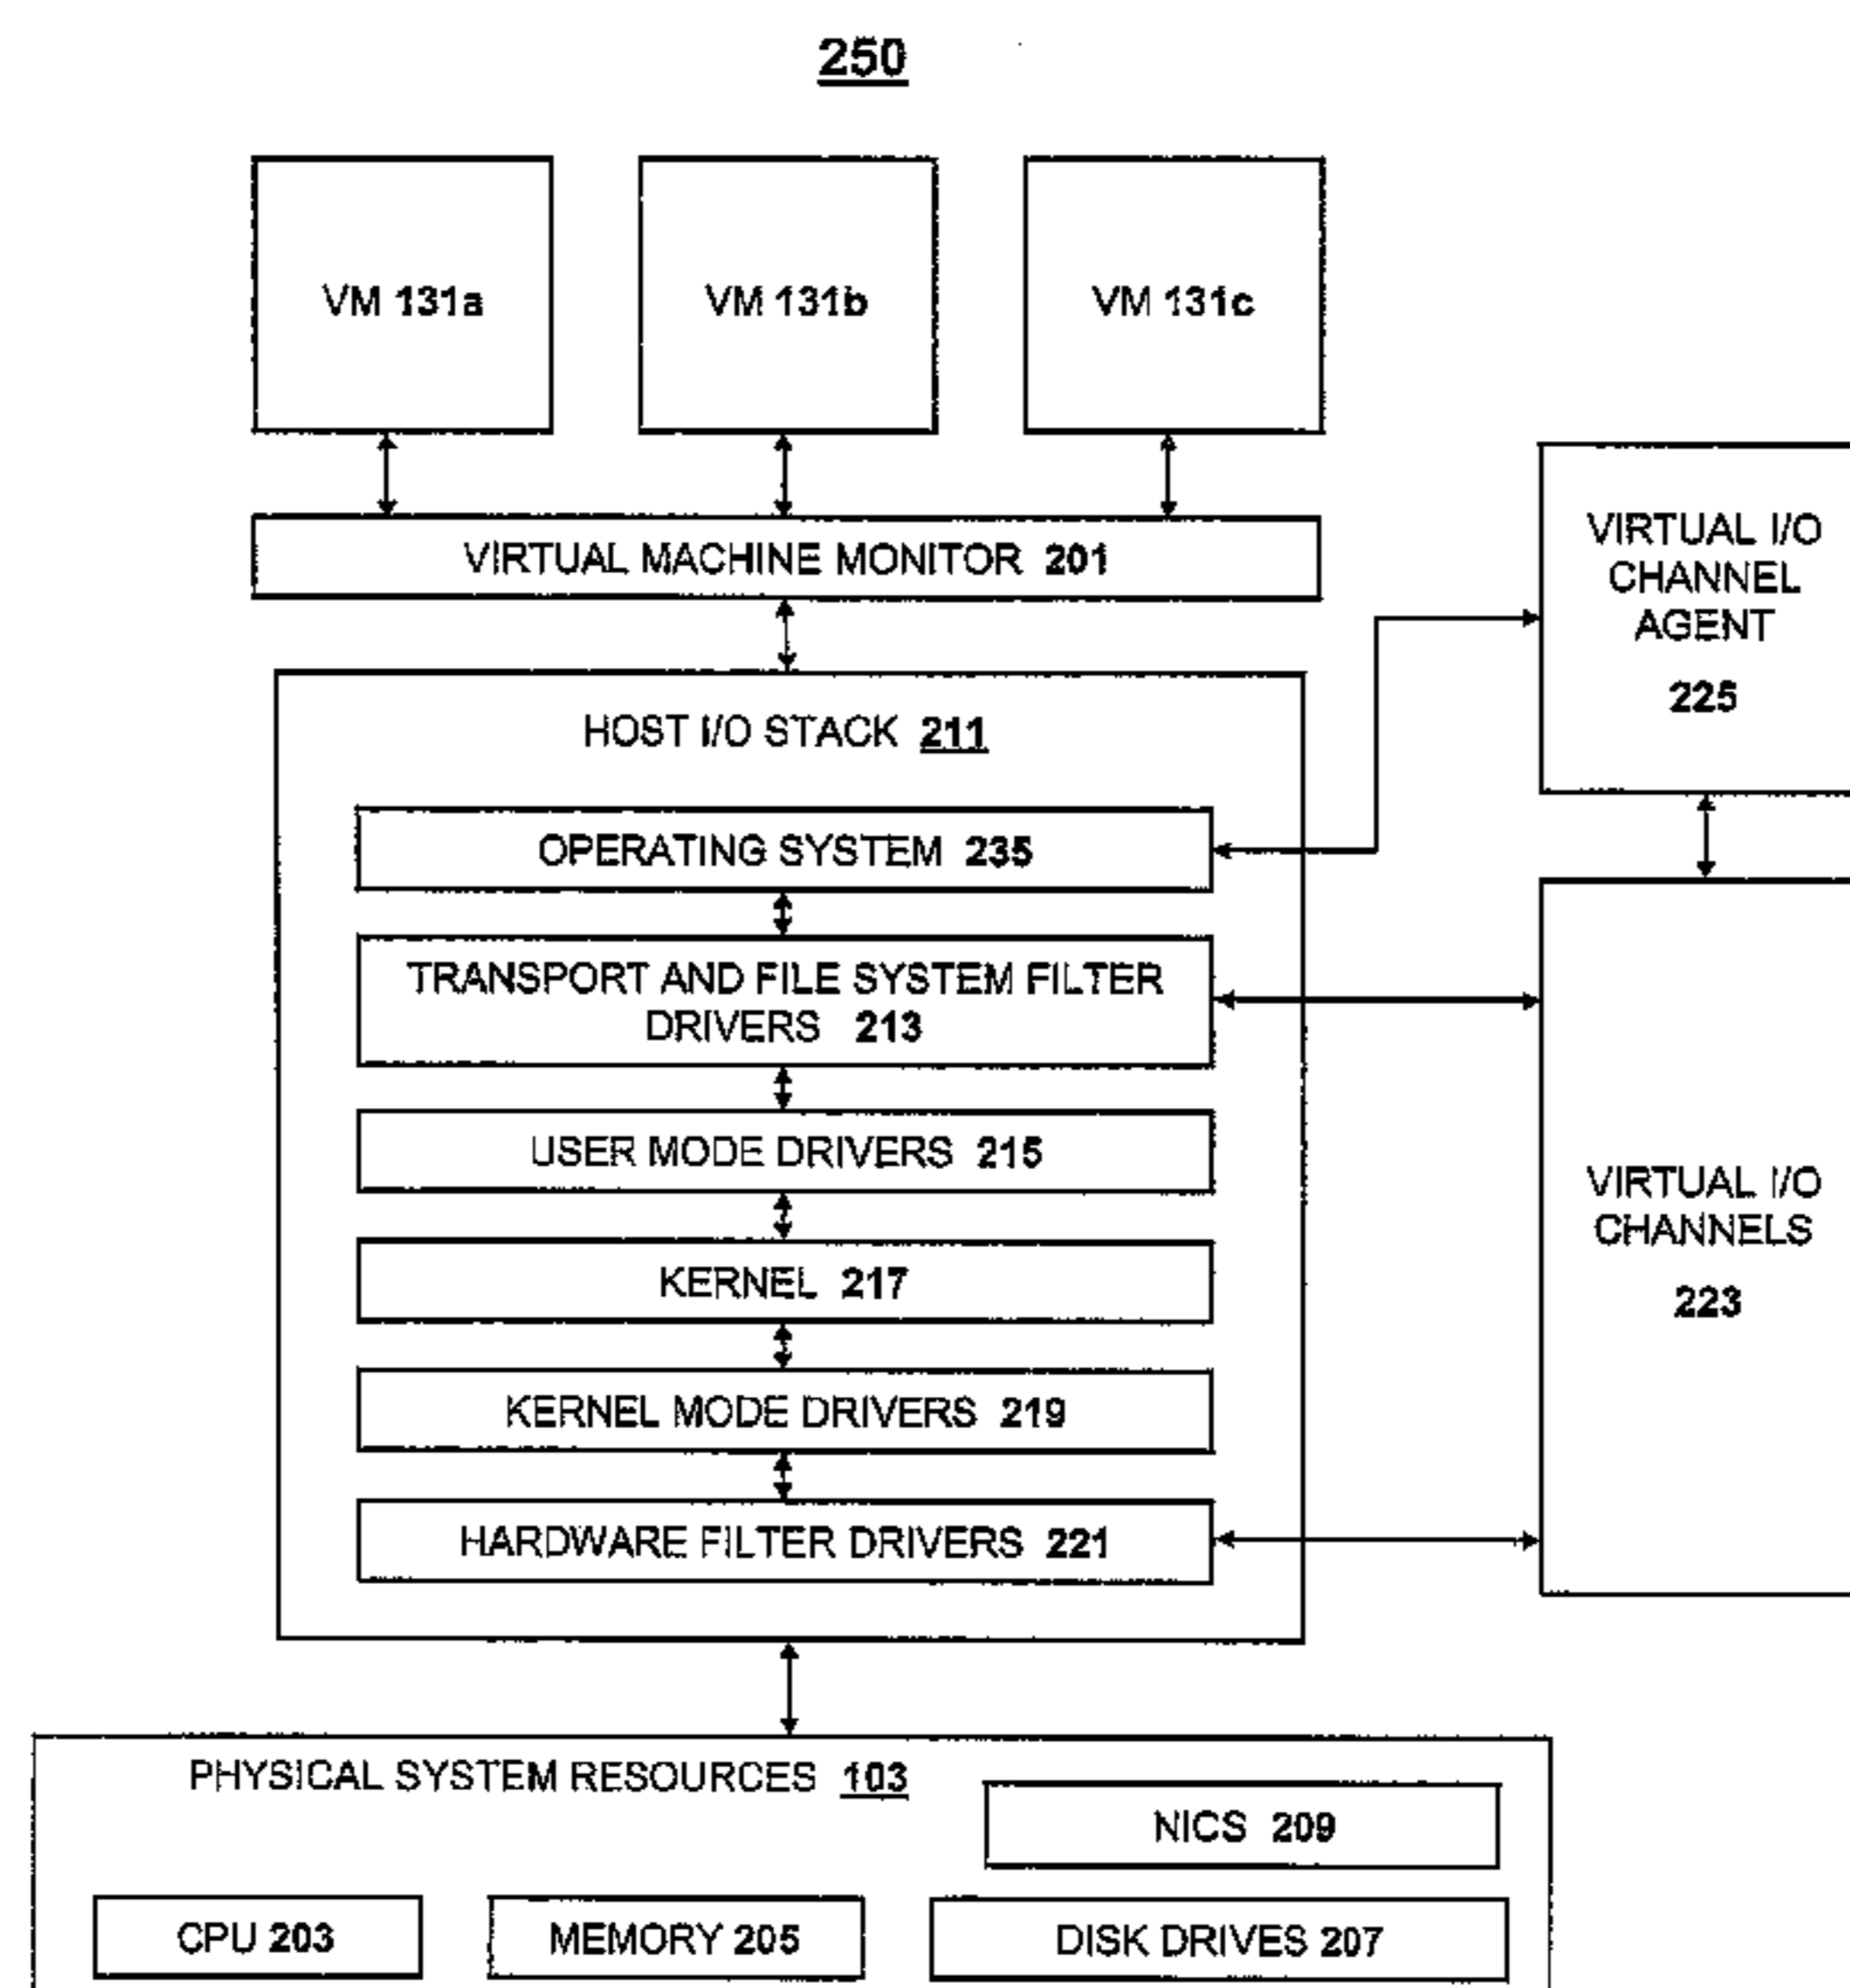 250
VM 131a
VM 131b
VM 131c
VIRTUAL MACHINE MONITOR 201
VIRTUAL I/O
CHANNEL
AGENT
225
HOST I/O STACK 211
OPERATING SYSTEM 235
TRANSPORT AND FILE SYSTEM FILTER
DRIVERS 213
USER MODE DRIVERS 215
KERNEL 217
KERNEL MODE DRIVERS 219
HARDWARE FILTER DRIVERS 221
VIRTUAL I/O
CHANNELS
223
PHYSICAL SYSTEM RESOURCES 103
NICS 209
CPU 203
MEMORY 205
DISK DRIVES 207